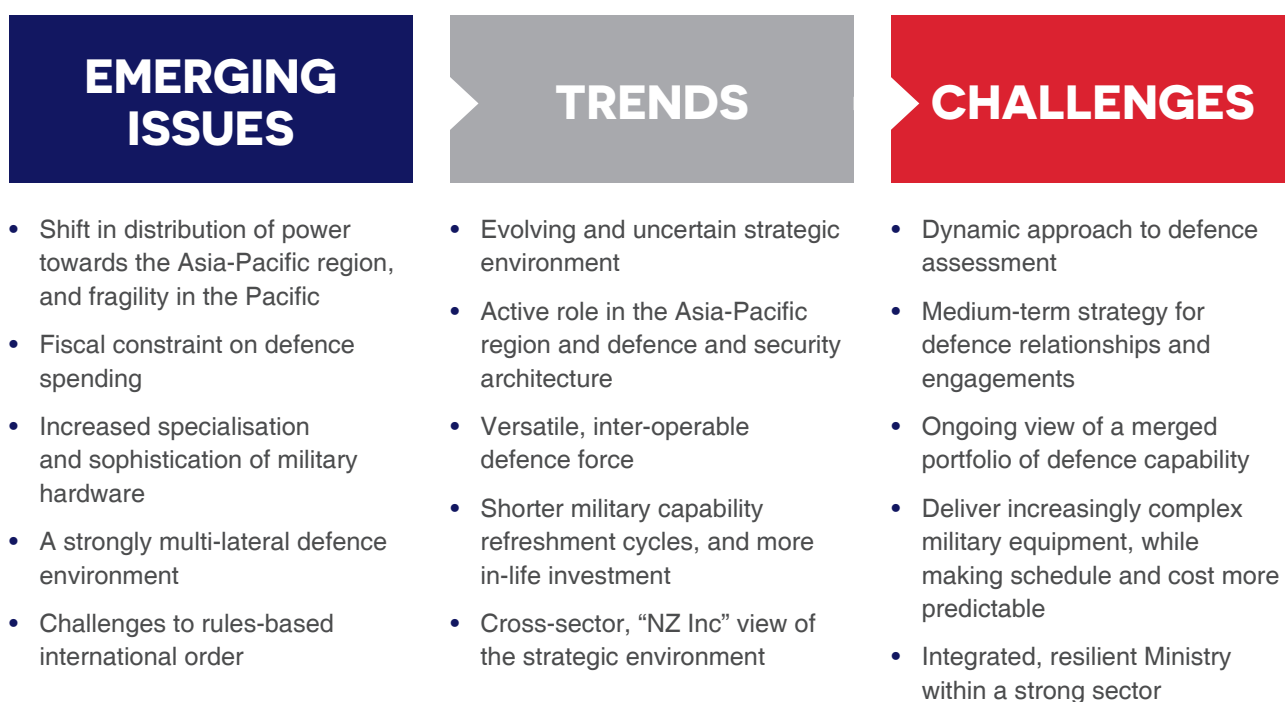 EMERGING
ISSUES
• Shift in distribution of power
towards the Asia-Pacific region,
and fragility in the Pacific
• Fiscal constraint on defence
spending
• Increased specialisation
and sophistication of military
hardware
• A strongly multi-lateral defence
environment
• Challenges to rules-based
international order
TRENDS
• Evolving and uncertain strategic
environment
• Active role in the Asia-Pacific
region and defence and security
architecture
• Versatile, inter-operable
defence force
• Shorter military capability
refreshment cycles, and more
in-life investment
• Cross-sector, “NZ Inc” view of
the strategic environment
CHALLENGES
• Dynamic approach to defence
assessment
• Medium-term strategy for
defence relationships and
engagements
• Ongoing view of a merged
portfolio of defence capability
• Deliver increasingly complex
military equipment, while
making schedule and cost more
predictable
• Integrated, resilient Ministry
within a strong sector